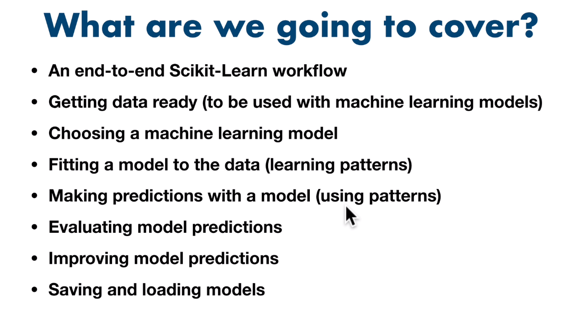 What are we going to cover?
• An end-to-end Scikit-Learn workflow
• Getting data ready (to be used with machine learning models)
• Choosing a machine learning model
• Fitting a model to the data (learning patterns)
• Making predictions with a model (using patterns)
• Evaluating model predictions
• Improving model predictions
• Saving and loading models